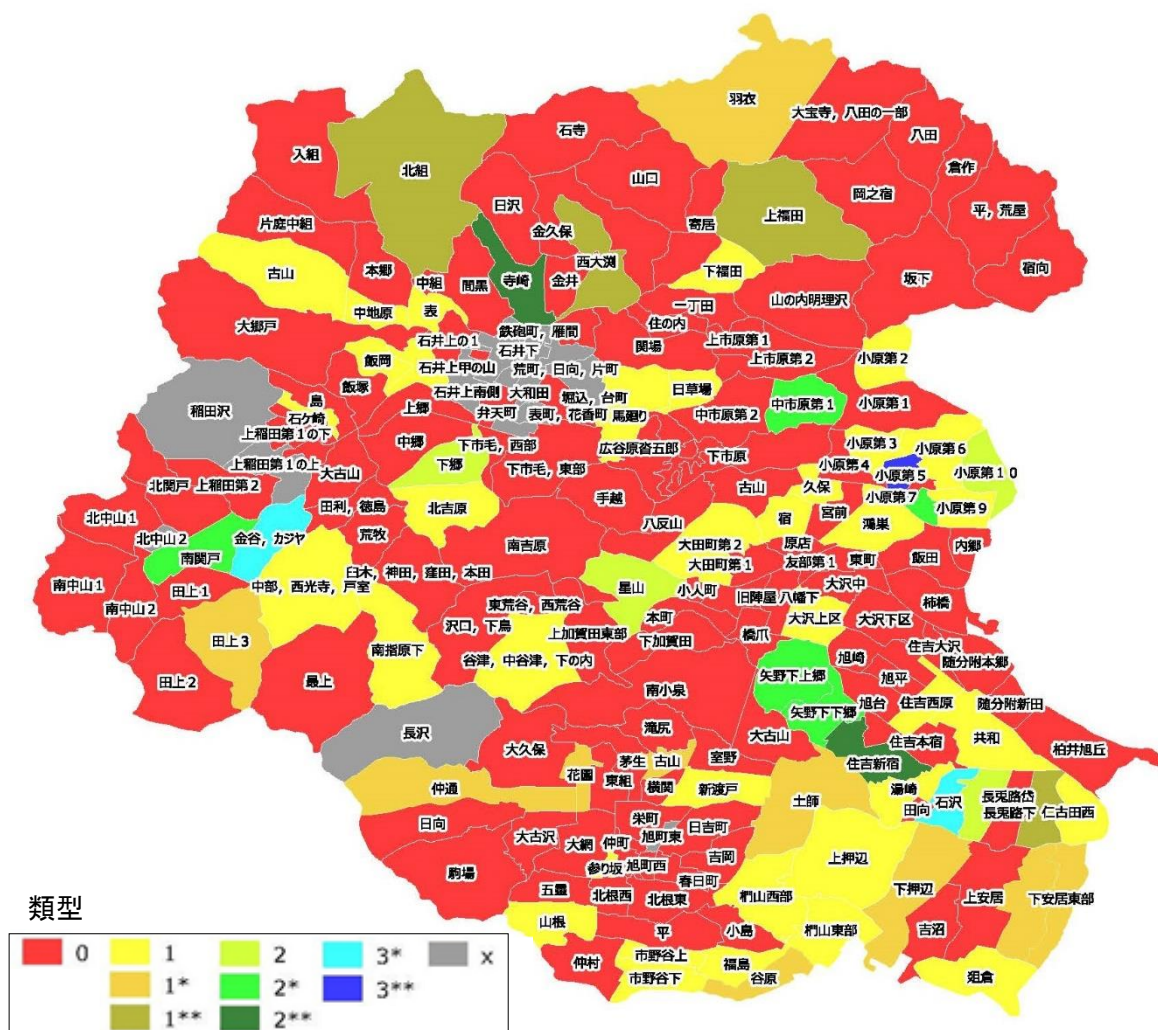 羽衣
大宝寺，八田の一部
石寺
八田
入組
北組
倉作
山口
岡之宿
日沢
上福田
平，荒屋
片庭中組
金久保
寄居
西大渕
宿向
古山
本郷
中組
間黒
寺崎
金井
下福田
坂下
中地原
表
一丁田
山の内明理沢
大郷戸
鉄砲町，雁間
住の内
石井上の1
石井下
関場
上市原第1
上市原第2
小原第2
飯岡
石井上甲の山
荒町，日向，片町
飯塚
石井上南側
大和田
堀込，台町
日草場
島
稲田沢
石ケ崎
上郷
弁天町
表町，花香町
馬廻り
中市原第2
中市原第1
小原第1
上稲田第1の下
中郷
下市毛，西部
広谷原沓五郎
小原第3
小原第6
上稲田第1の上
大古山
下郷
下市毛，東部
下市原
小原第4
小原第5
小原第10
北関戸
上稲田第2
古山
久保
小原第7
北中山1
田利，徳島
北吉原
手越
宮前
小原第9
北中山2
金谷，カジヤ
荒牧
八反山
宿
鴻巣
南関戸
南吉原
大田町第2
原店
内郷
南中山1
臼木，神田，窪田，本田
大田町第1
友部第1
東町
飯田
中部，西光寺，戸室
星山
小人町
大沢中
田上1
南中山2
東荒谷，西荒谷
旧陣屋
八幡下
柿橋
田上3
沢口，下鳥
上加賀田東部
本町
下加賀田
橋爪
大沢上区
大沢下区
南指原下
谷津，中谷津，下の内
旭崎
住吉大沢
随分附本郷
田上2
最上
矢野下上郷
旭平
南小泉
旭台
住吉西原
随分附新田
長沢
滝尻
矢野下下郷
大久保
大古山
住吉本宿
共和
柏井旭丘
花園
茅生
古山
室野
住吉新宿
仲通
東組
横関
新渡戸
土師
湯崎
石沢
長兎路岱
田向
長兎路下
仁古田西
日向
栄町
大古沢
大網
仲町
旭町東
日吉町
駒場
参り坂
旭町西
吉岡
上押辺
五霊
北根西
北根東
春日町
椚山西部
下押辺
上安居
下安居東部
山根
平
小島
椚山東部
吉沼
仲村
市野谷上
福島
市野谷下
谷原
爼倉
類型
0
1
2
3*
x
1*
2*
3**
1**
2**